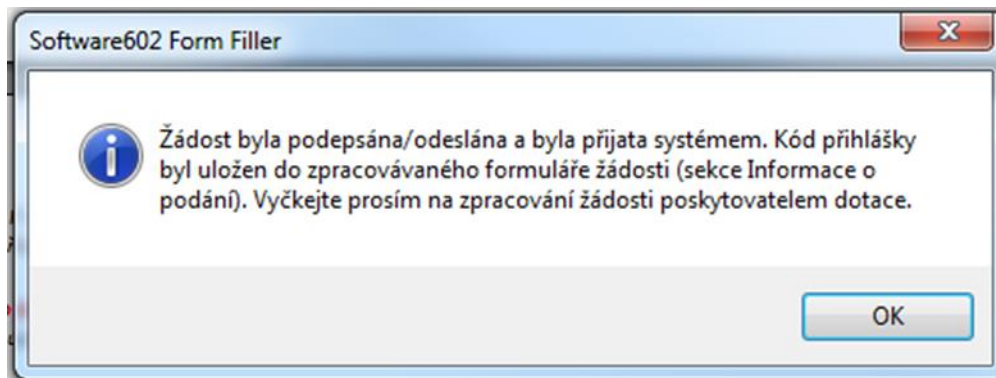 Software602 Form Filler
Žádost byla podepsána/odeslána a byla přijata systémem. Kód přihlášky
byl uložen do zpracovávaného formuláře žádosti (sekce Informace o
podání). Vyčkejte prosím na zpracování žádosti poskytovatelem dotace.
OK